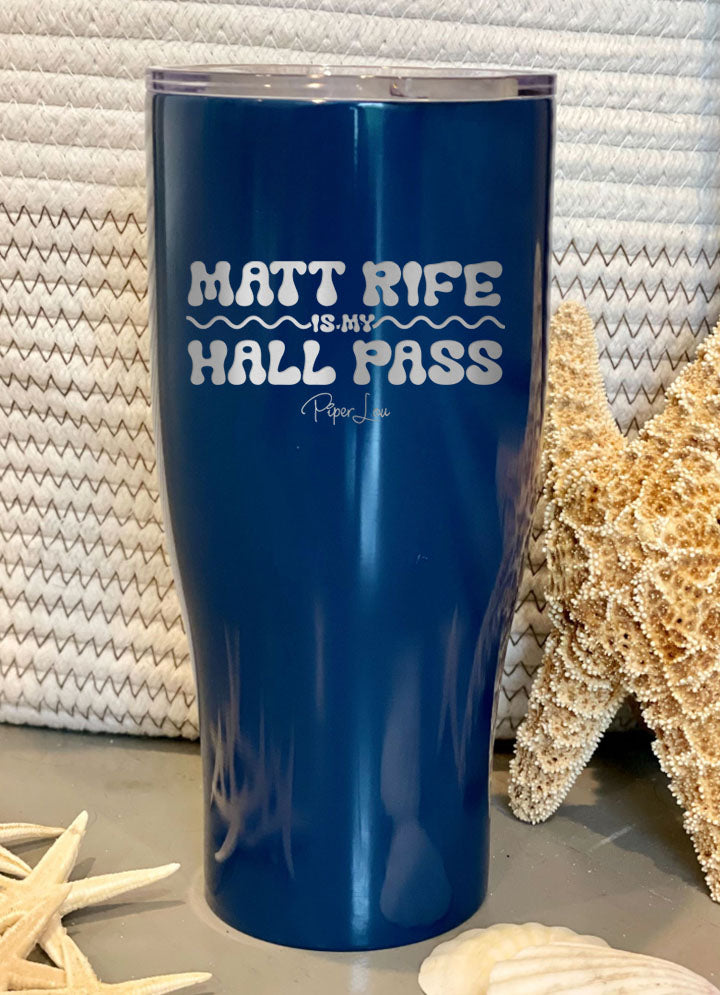 MATT RIFE
IS MY
HALL PASS
Piper Lou